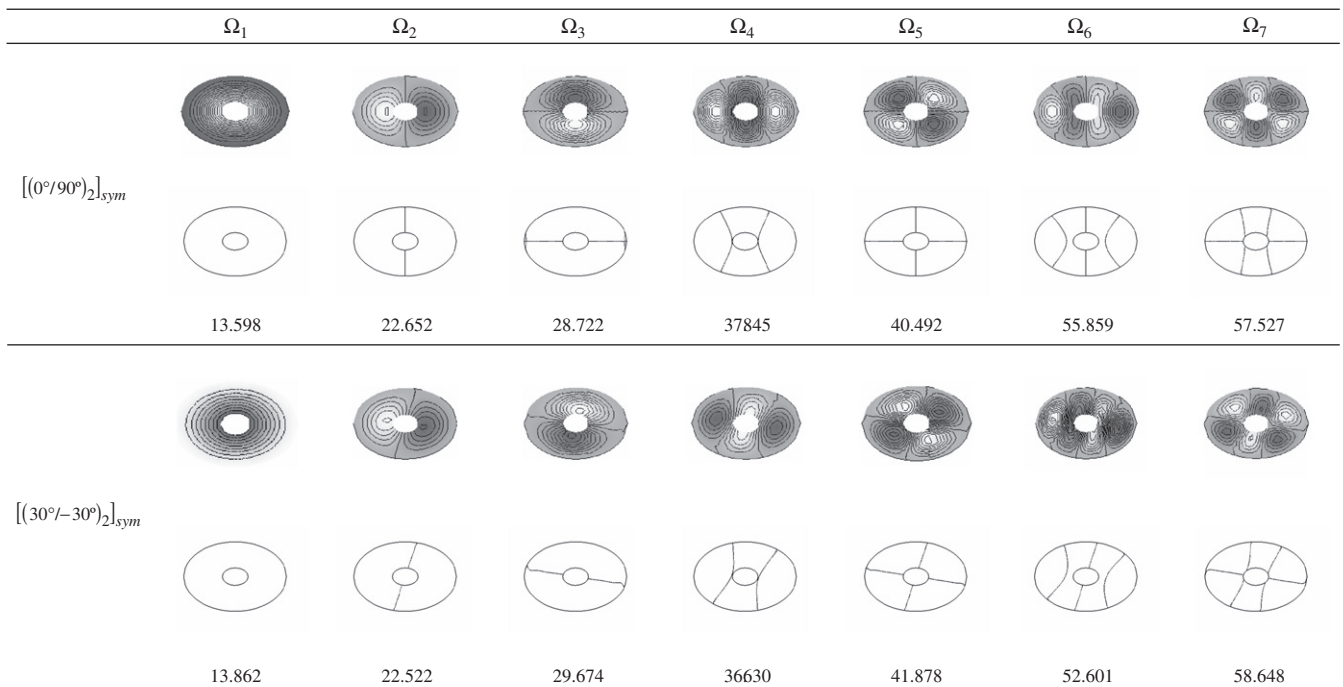 Ω₁ Ω₂ Ω₃ Ω₄ Ω₅ Ω₆ Ω₇
[(0°/90º)₂]sym
13.598 22.652 28.722 37845 40.492 55.859 57.527
[(30°/−30º)₂]sym
13.862 22.522 29.674 36630 41.878 52.601 58.648